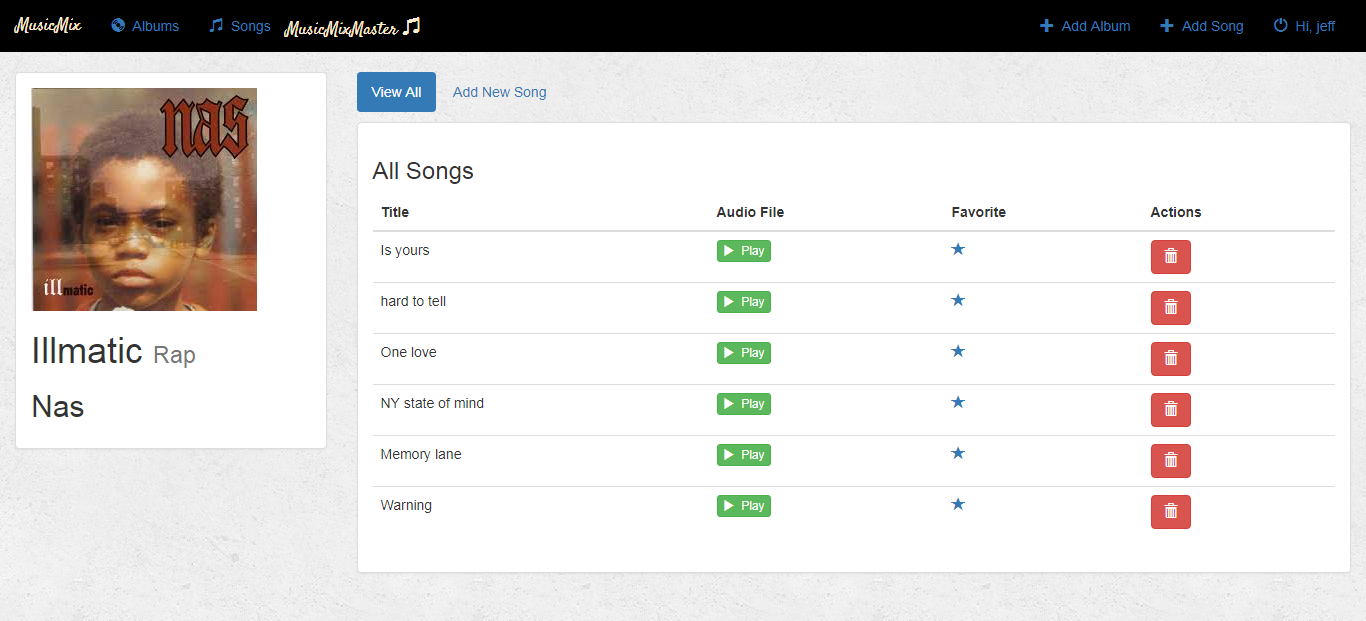 MusicMix Albums Songs MusicMixMaster Add Album Add Song Hi, jeff
nas
illmatic
Illmatic Rap
Nas
View All Add New Song
All Songs
Title Audio File Favorite Actions
Is yours Play
hard to tell Play
One love Play
NY state of mind Play
Memory lane Play
Warning Play